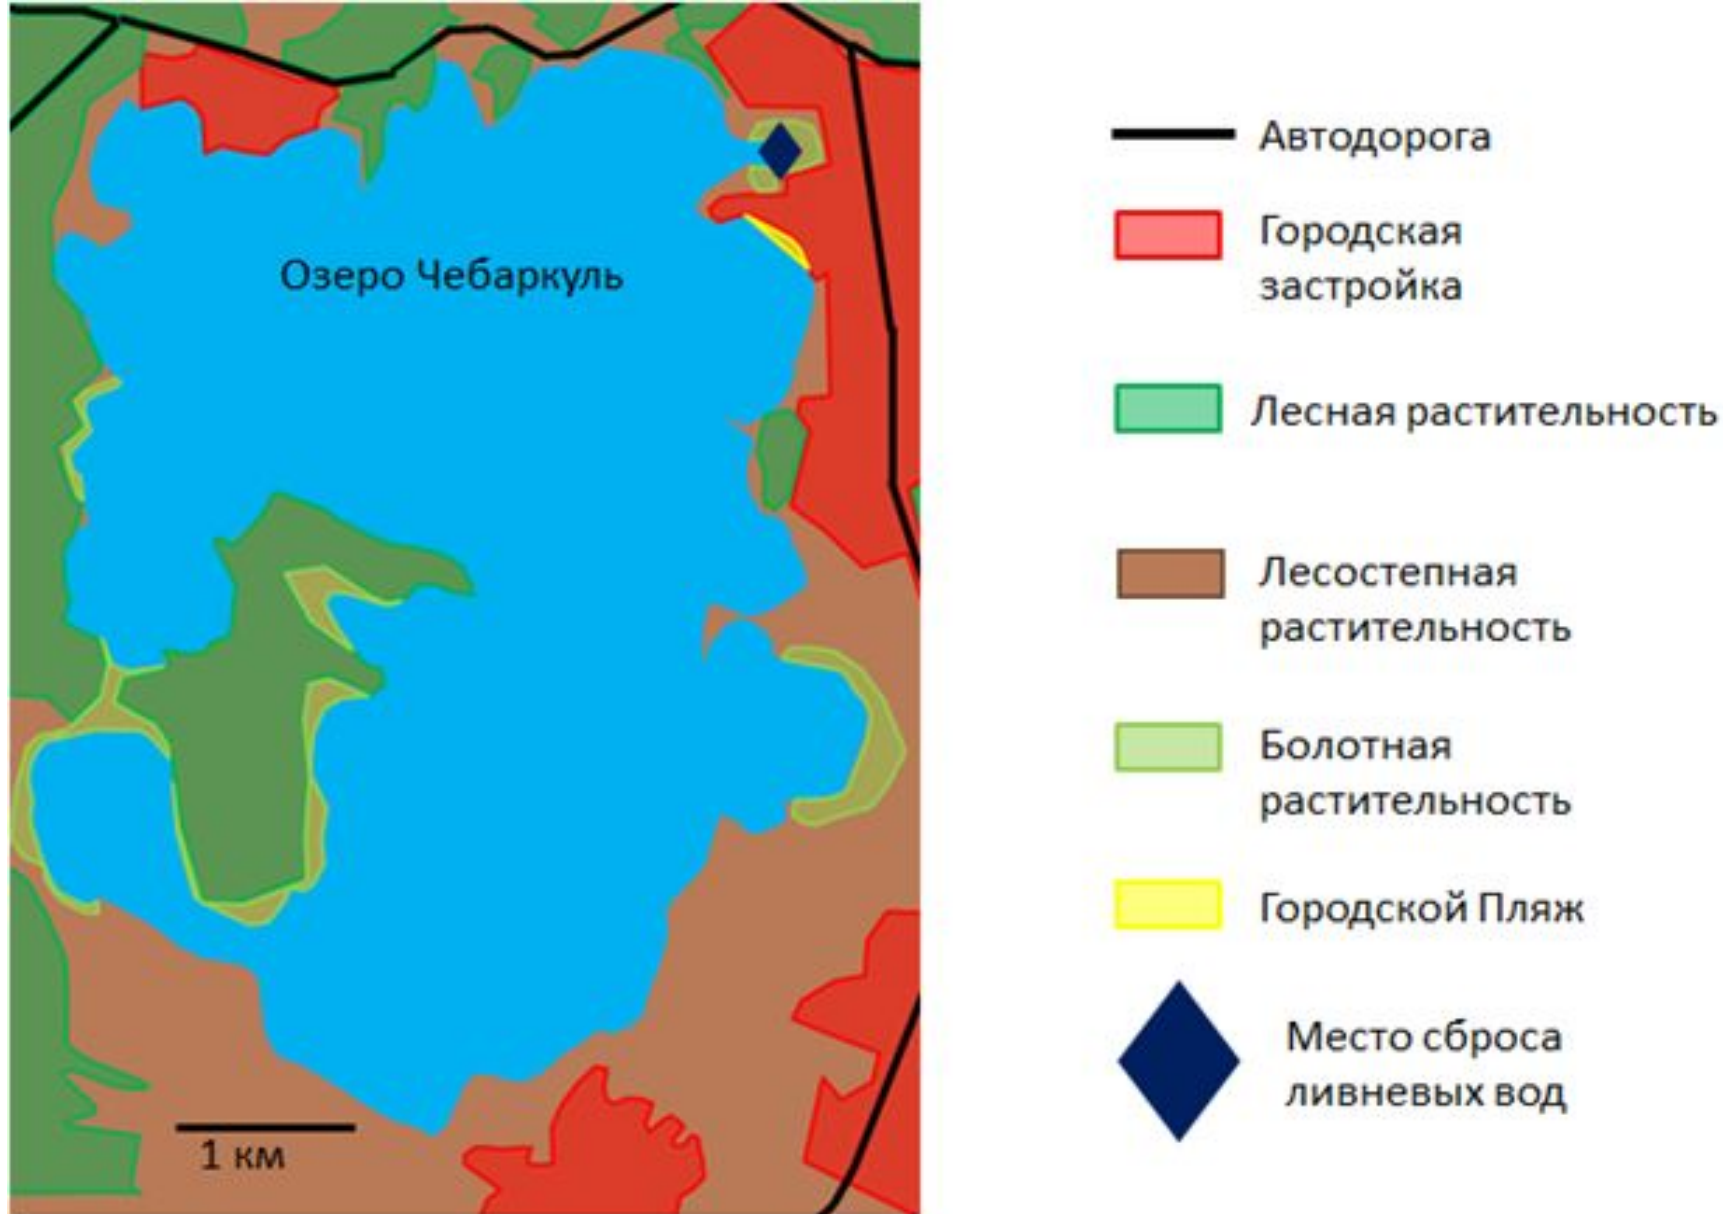 Озеро Чебаркуль
1 км
Автодорога
Городская
застройка
Лесная растительность
Лесостепная
растительность
Болотная
растительность
Городской Пляж
Место сброса
ливневых вод